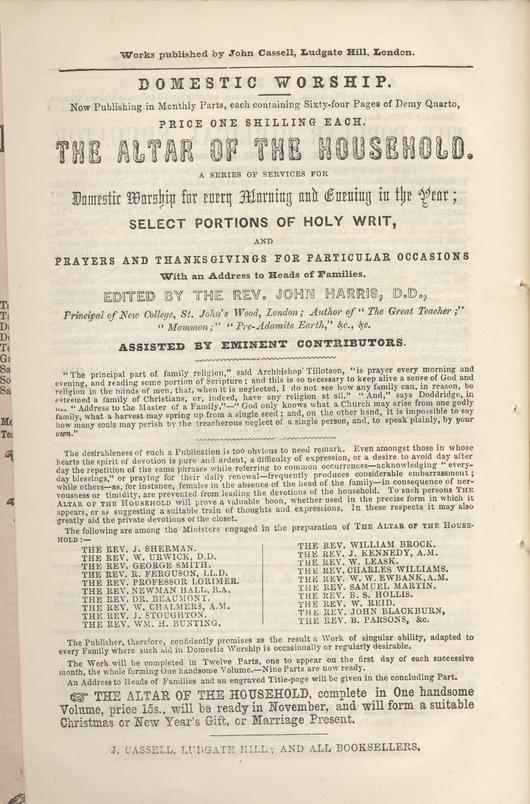 Works published by John Cassell, Ludgate Hill, London.
DOMESTIC WORSHIP.
Now Publishing in Monthly Parts, each containing Sixty-four Pages of Demy Quarto,
PRICE ONE SHILLING EACH.
THE ALTAR OF THE HOUSEHOLD.
A SERIES OF SERVICES FOR
Domestic Worship for every Morning and Evening in the Year;
SELECT PORTIONS OF HOLY WRIT,
AND
PRAYERS AND THANKSGIVINGS FOR PARTICULAR OCCASIONS
With an Address to Heads of Families.
EDITED BY THE REV. JOHN HARRIS, D.D.,
Principal of New College, St. John's Wood, London; Author of "The Great Teacher;"
"Mammon;" "Pre-Adamite Earth," &c., &c.
ASSISTED BY EMINENT CONTRIBUTORS.
"The principal part of family religion," said Archbishop Tillotson, "is prayer every morning and
evening, and reading some portion of Scripture; and this is so necessary to keep alive a sense of God and
religion in the minds of men, that, when it is neglected, I do not see how any family can, in reason, be
esteemed a family of Christians, or, indeed, have any religion at all." "And," says Doddridge, in
"Address to the Master of a Family,"—"God only knows what a Church may arise from one godly
family, what a harvest may spring up from a single seed; and, on the other hand, it is impossible to say
how many souls may perish by the treacherous neglect of a single person, and, to speak plainly, by your
own."
The desirableness of such a Publication is too obvious to need remark. Even amongst those in whose
hearts the spirit of devotion is pure and ardent, a difficulty of expression, or a desire to avoid day after
day the repetition of the same phrases while referring to common occurrences—acknowledging "every-
day blessings," or praying for their daily renewal—frequently produces considerable embarrassment;
while others—as, for instance, females in the absence of the head of the family—in consequence of ner-
vousness or timidity, are prevented from leading the devotions of the household. To such persons THE
ALTAR OF THE HOUSEHOLD will prove a valuable boon, whether used in the precise form in which it
appears, or as suggesting a suitable train of thoughts and expressions. In these respects it may also
greatly aid the private devotions of the closet.
The following are among the Ministers engaged in the preparation of THE ALTAR OF THE HOUSE-
HOLD:—
THE REV. J. SHERMAN.
THE REV. W. URWICK, D.D.
THE REV. GEORGE SMITH.
THE REV. R. FERGUSON, LL.D.
THE REV. PROFESSOR LORIMER.
THE REV. NEWMAN HALL, B.A.
THE REV. DR. BEAUMONT.
THE REV. W. CHALMERS, A.M.
THE REV. J. STOUGHTON.
THE REV. WM. H. BUNTING.
THE REV. WILLIAM BROCK.
THE REV. J. KENNEDY, A.M.
THE REV. W. LEASK.
THE REV. CHARLES WILLIAMS.
THE REV. W. W. EWBANK, A.M.
THE REV. SAMUEL MARTIN.
THE REV. B. S. HOLLIS.
THE REV. W. REID.
THE REV. JOHN BLACKBURN,
THE REV. B. PARSONS, &c.
The Publisher, therefore, confidently promises as the result a Work of singular ability, adapted to
every Family where such aid in Domestic Worship is occasionally or regularly desirable.
The Work will be completed in Twelve Parts, one to appear on the first day of each successive
month, the whole forming One handsome Volume.—Nine Parts are now ready.
An Address to Heads of Families and an engraved Title-page will be given in the concluding Part.
☞ THE ALTAR OF THE HOUSEHOLD, complete in One handsome
Volume, price 15s., will be ready in November, and will form a suitable
Christmas or New Year's Gift, or Marriage Present.
J. CASSELL, LUDGATE HILL; AND ALL BOOKSELLERS.